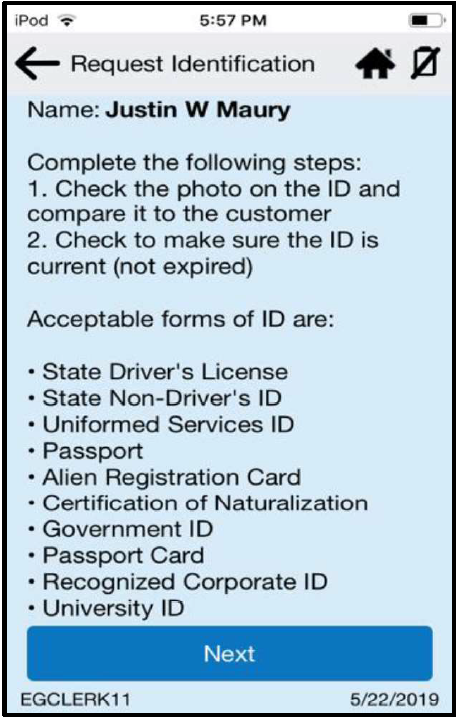 iPod 5:57 PM
Request Identification
Name: Justin W Maury
Complete the following steps:
1. Check the photo on the ID and
compare it to the customer
2. Check to make sure the ID is
current (not expired)
Acceptable forms of ID are:
• State Driver's License
• State Non-Driver's ID
• Uniformed Services ID
• Passport
• Alien Registration Card
• Certification of Naturalization
• Government ID
• Passport Card
• Recognized Corporate ID
• University ID
Next
EGCLERK11 5/22/2019